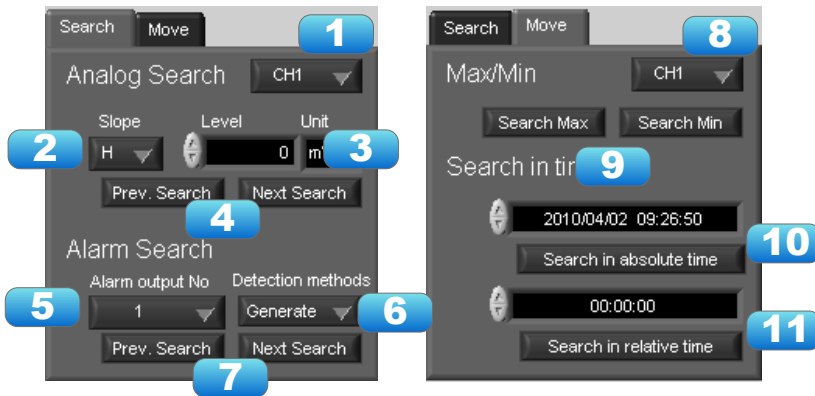 Search Move
1
Analog Search CH1
Slope Level Unit
2 H 0 3
Prev. Search Next Search
4
Alarm Search
Alarm output No Detection methods
5 1 Generate 6
Prev. Search Next Search
7
Search Move
8
Max/Min CH1
Search Max Search Min
9
Search in
2010/04/02 09:26:50
10
Search in absolute time
00:00:00
11
Search in relative time